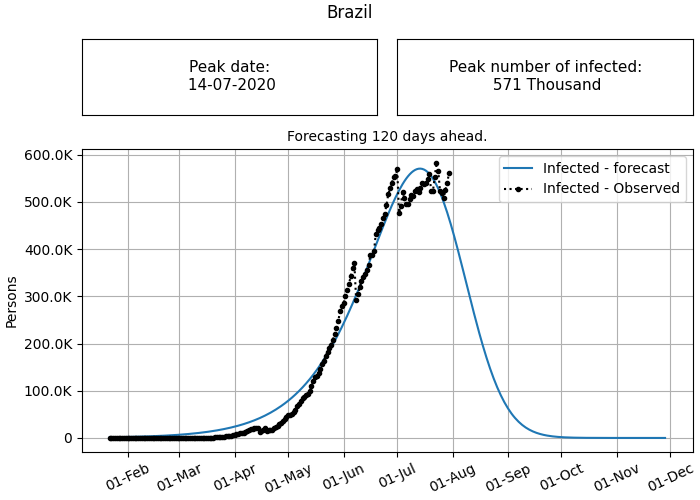 Brazil
Peak date:
14-07-2020
Peak number of infected:
571 Thousand
Forecasting 120 days ahead.
600.0K
500.0K
400.0K
300.0K
200.0K
100.0K
0
Persons
Infected - forecast
Infected - Observed
01-Feb
01-Mar
01-Apr
01-May
01-Jun
01-Jul
01-Aug
01-Sep
01-Oct
01-Nov
01-Dec